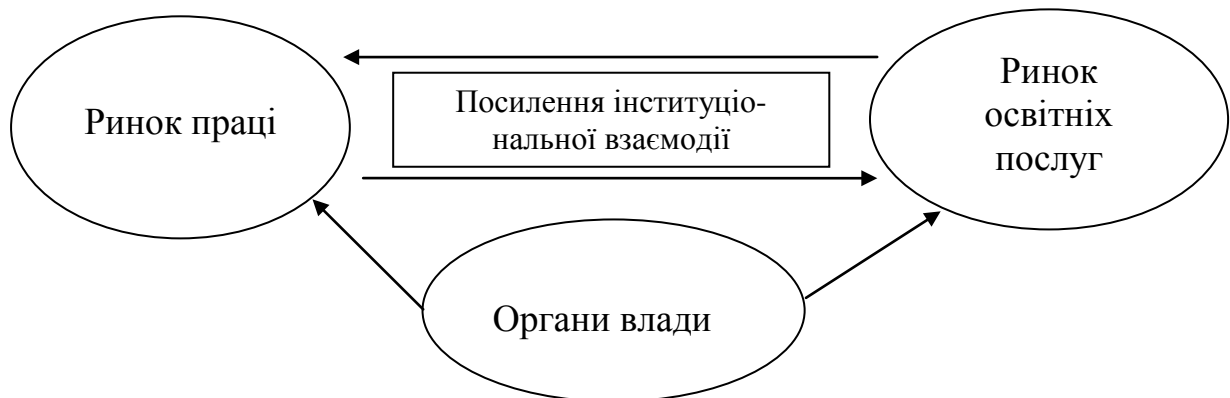 Ринок праці
Посилення інституціо-
нальної взаємодії
Ринок
освітніх
послуг
Органи влади